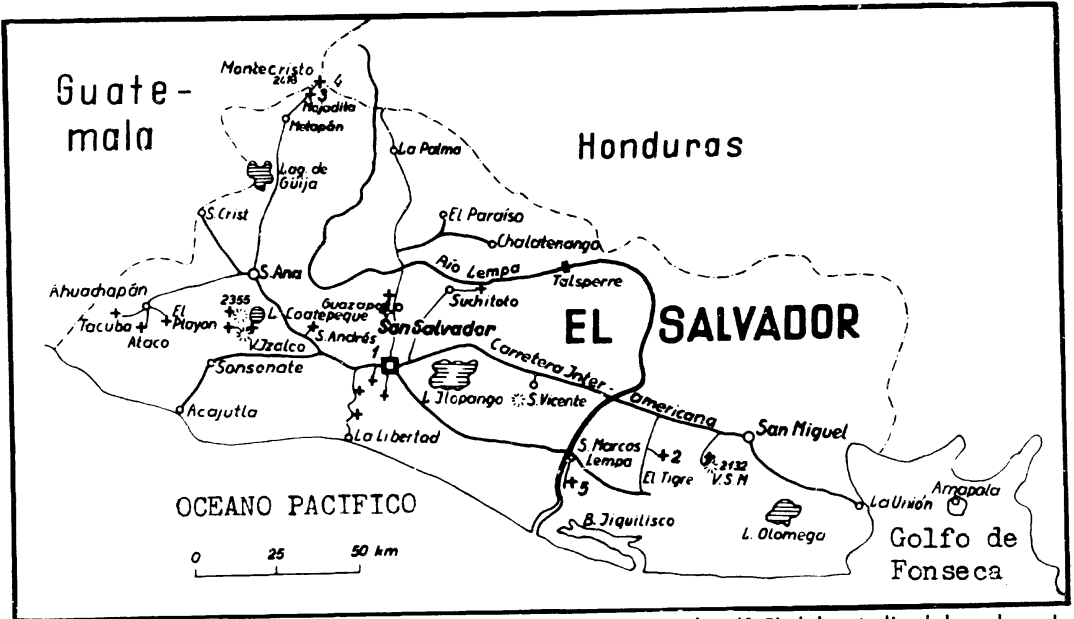 Guate-
mala
Honduras
Montecristo
2418
4
3
Hojadita
Metapán
La Palma
Lag. de
Güija
S. Crist
El Paraíso
Chalatenango
S. Ana
Río Lempa
Talsperre
Suchitoto
Ahuachapán
2355
El
Playon
Tacuba
Ataco
L. Coatepeque
V. Izalco
S. Andrés
Guazapa
San Salvador
1
EL SALVADOR
Sonsonate
Acajutla
La Libertad
L. Ilopango
S. Vicente
Carretera Inter-
americana
San Miguel
S. Marcos
Lempa
2
El Tigre
2132
V. S. M
5
La Unión
Amapala
B. Jiquilisco
L. Olomega
OCEANO PACIFICO
Golfo de
Fonseca
0 25 50 km